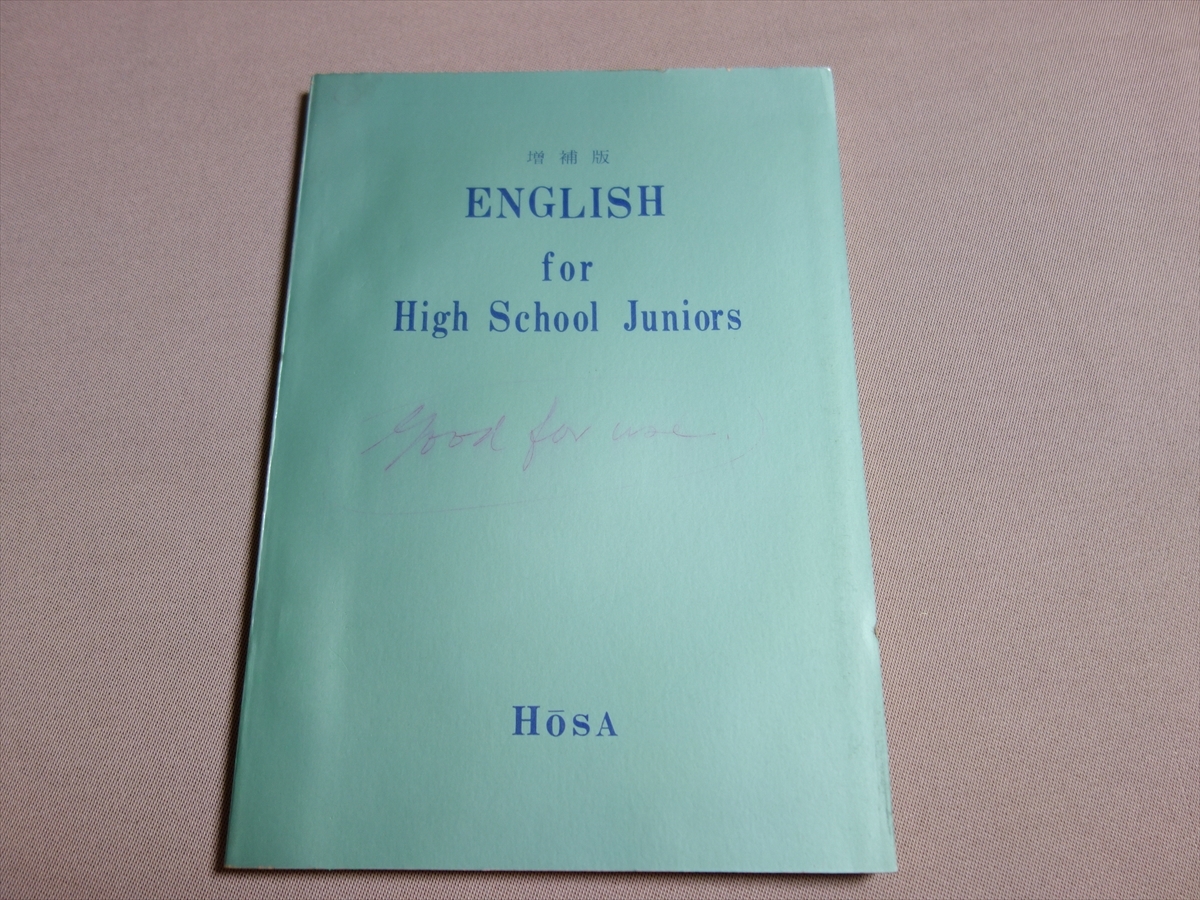 増補版
ENGLISH
for
High School Juniors
Good for use
HōSA